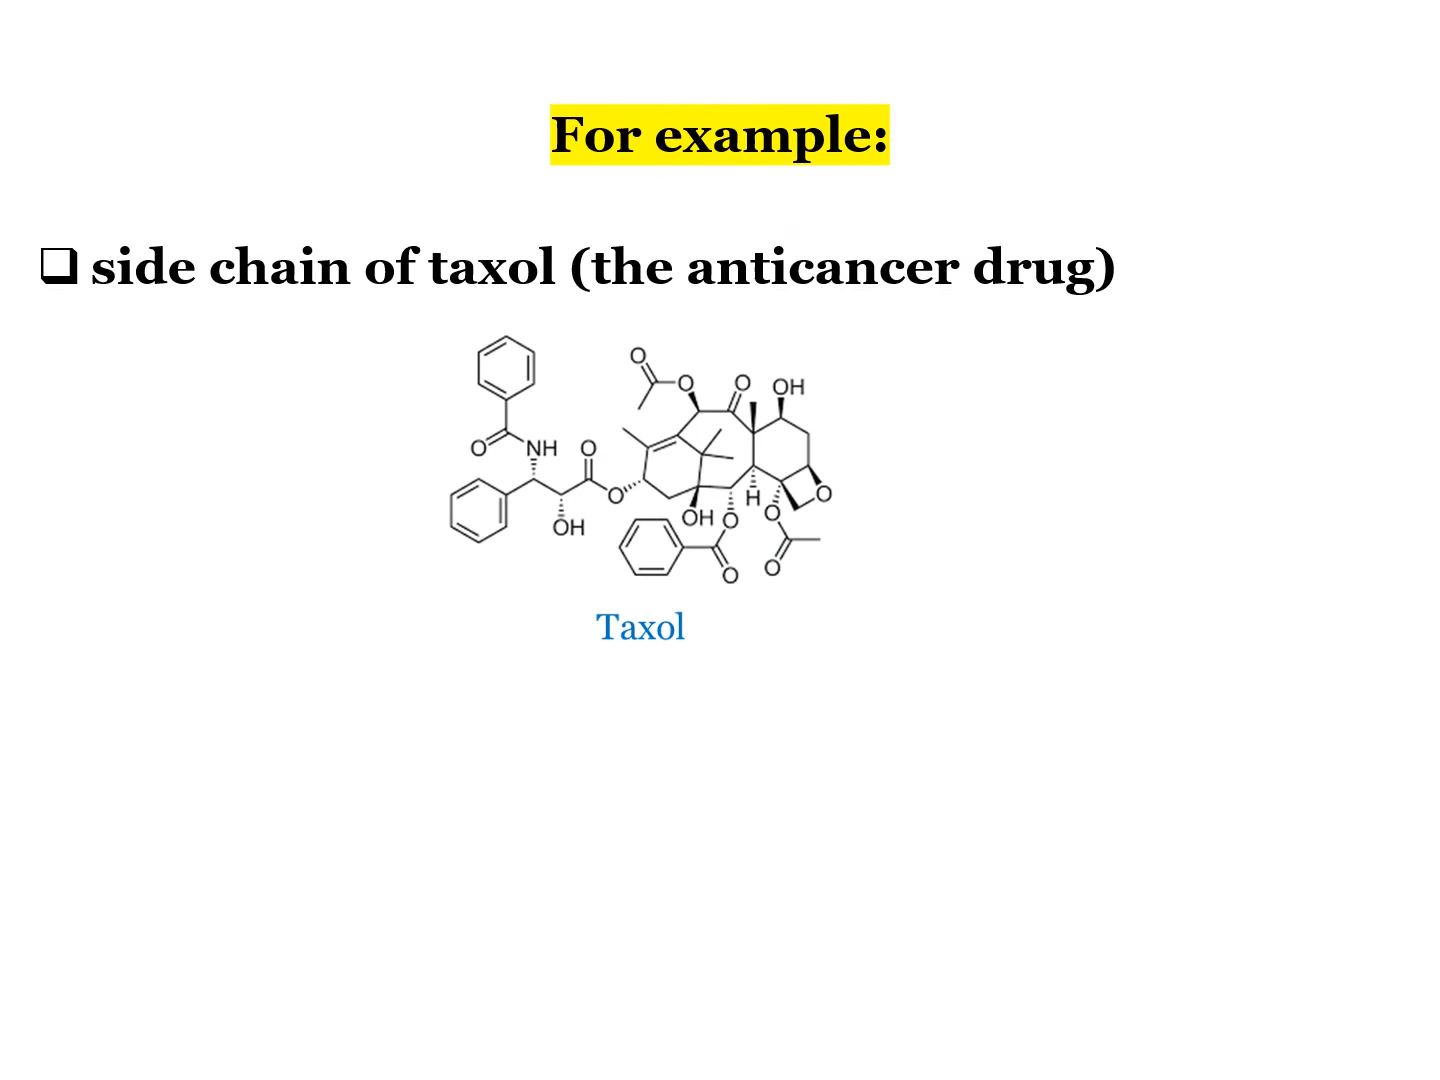 For example:
❑ side chain of taxol (the anticancer drug)
O
O
O
OH
O
NH
O
O
O
H
O
OH
O
OH
O
O
O
Taxol